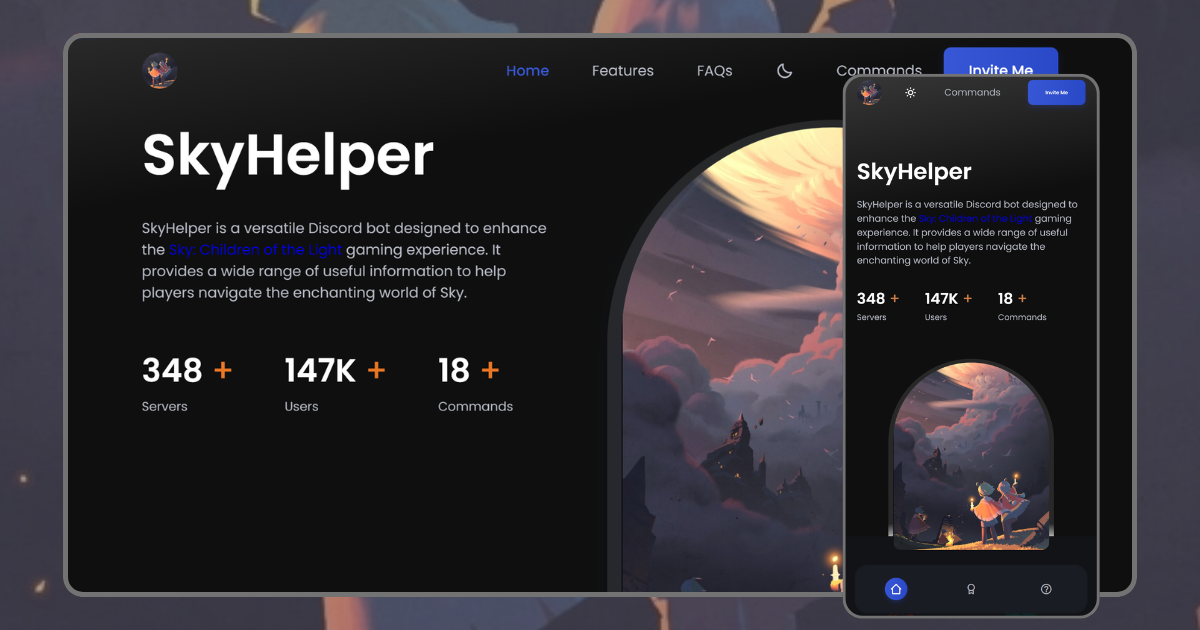 Home Features FAQs Commands Invite Me
SkyHelper
SkyHelper is a versatile Discord bot designed to enhance
the Sky: Children of the Light gaming experience. It
provides a wide range of useful information to help
players navigate the enchanting world of Sky.
348 + 147K + 18 +
Servers Users Commands
Commands Invite Me
SkyHelper
SkyHelper is a versatile Discord bot designed to
enhance the Sky: Children of the Light gaming
experience. It provides a wide range of useful
information to help players navigate the
enchanting world of Sky.
348 + 147K + 18 +
Servers Users Commands